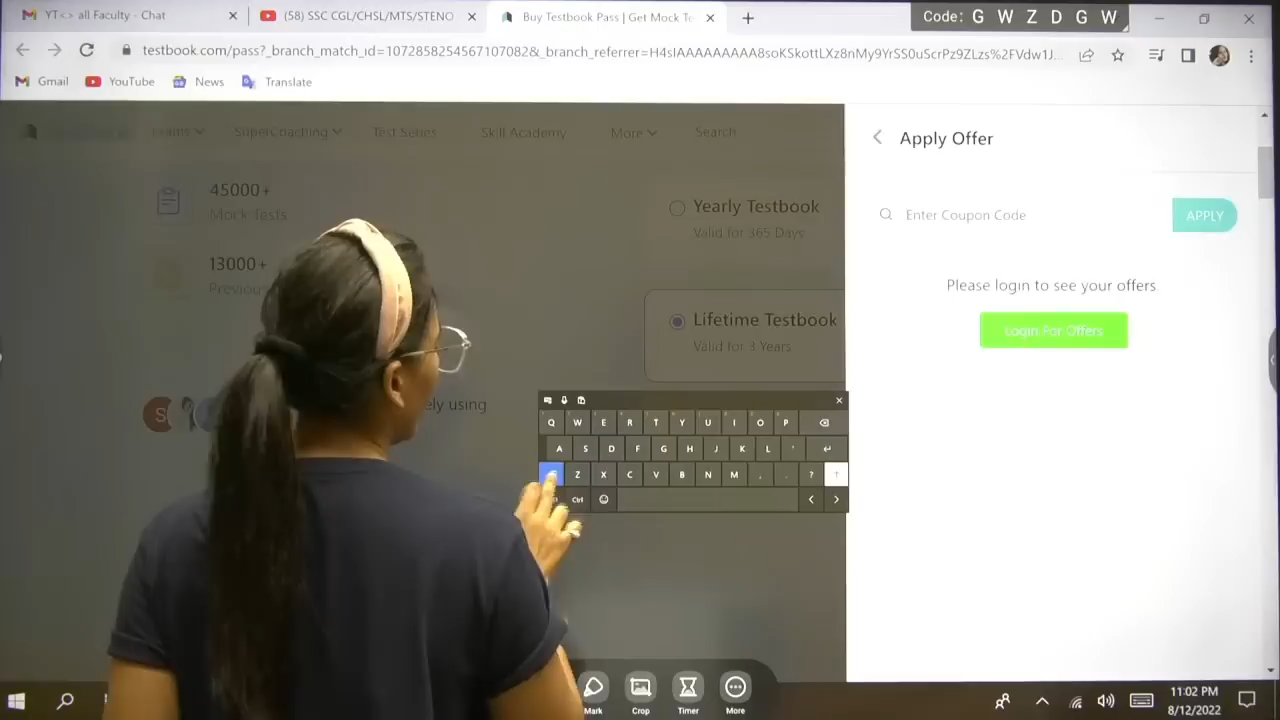 YT<> all Faculty - Chat
(58) SSC CGL/CHSL/MTS/STENO
Buy Testbook Pass | Get Mock Te
Code: G W Z D G W
testbook.com/pass?_branch_match_id=1072858254567107082&_branch_referrer=H4sIAAAAAAAAA8soKSkottLXz8nMy9YrSS0uScrPz9ZLzs%2FVdw1J...
Gmail
YouTube
News
Translate
Exams
SuperCoaching
Test Series
Skill Academy
More
Search
45000+
Mock Tests
13000+
Previous
S
ely using
Yearly Testbook
Valid for 365 Days
Lifetime Testbook
Valid for 3 Years
Apply Offer
Enter Coupon Code
APPLY
Please login to see your offers
Login For Offers
Q W E R T Y U I O P
A S D F G H J K L '
Z X C V B N M , . ?
Ctrl
Mark
Crop
Timer
More
11:02 PM
8/12/2022